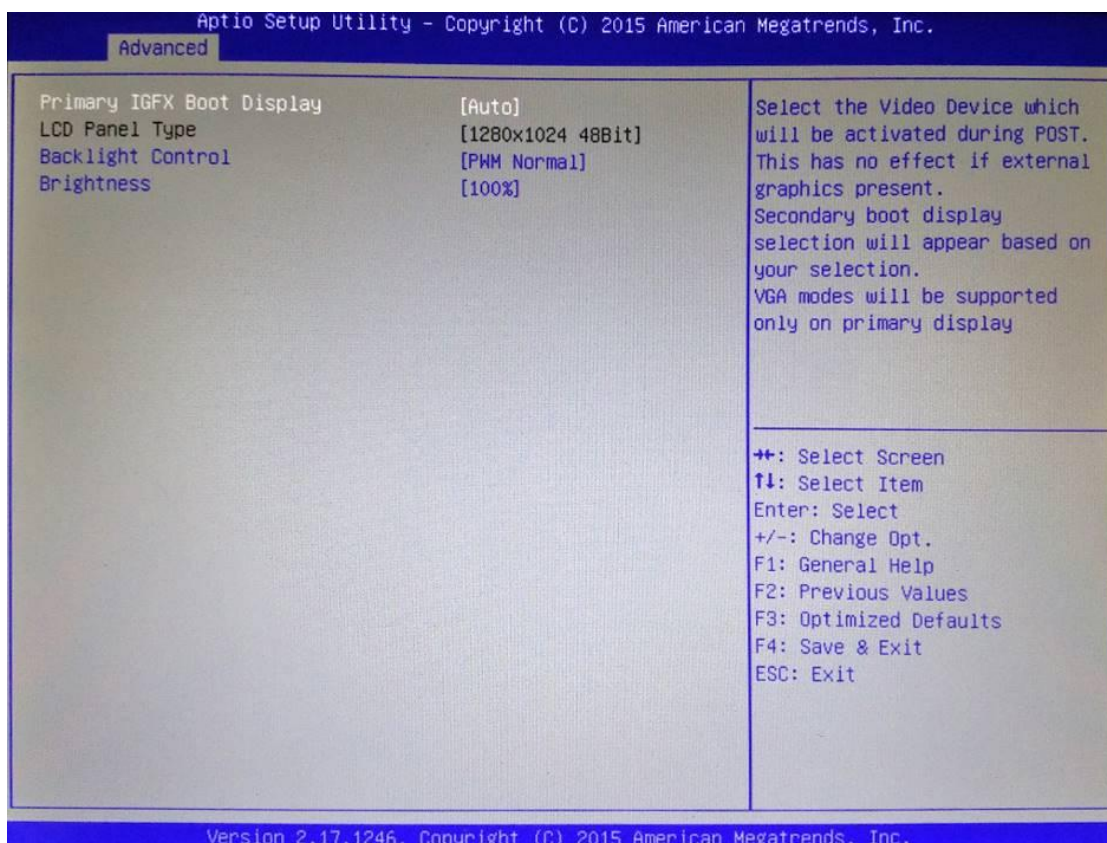 Aptio Setup Utility – Copyright (C) 2015 American Megatrends, Inc.
Advanced
Primary IGFX Boot Display [Auto]
LCD Panel Type [1280x1024 48Bit]
Backlight Control [PWM Normal]
Brightness [100%]
Select the Video Device which
will be activated during POST.
This has no effect if external
graphics present.
Secondary boot display
selection will appear based on
your selection.
VGA modes will be supported
only on primary display
→←: Select Screen
↑↓: Select Item
Enter: Select
+/-: Change Opt.
F1: General Help
F2: Previous Values
F3: Optimized Defaults
F4: Save & Exit
ESC: Exit
Version 2.17.1246. Copyright (C) 2015 American Megatrends, Inc.